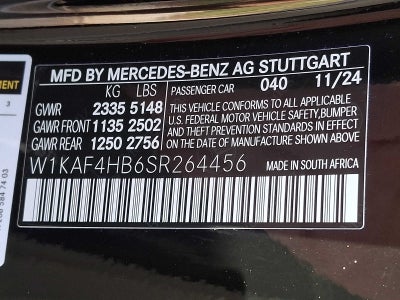 MFD BY MERCEDES-BENZ AG STUTTGART
KG LBS
PASSENGER CAR 040 11/24
GVWR 2335 5148
GAWR FRONT 1135 2502
GAWR REAR 1250 2756
THIS VEHICLE CONFORMS TO ALL APPLICABLE
U.S. FEDERAL MOTOR VEHICLE SAFETY,BUMPER
AND THEFT PREVENTION STANDARDS IN EFFECT
ON THE DATE OF MANUFACTURE SHOWN ABOVE
W1KAF4HB6SR264456
MADE IN SOUTH AFRICA
3